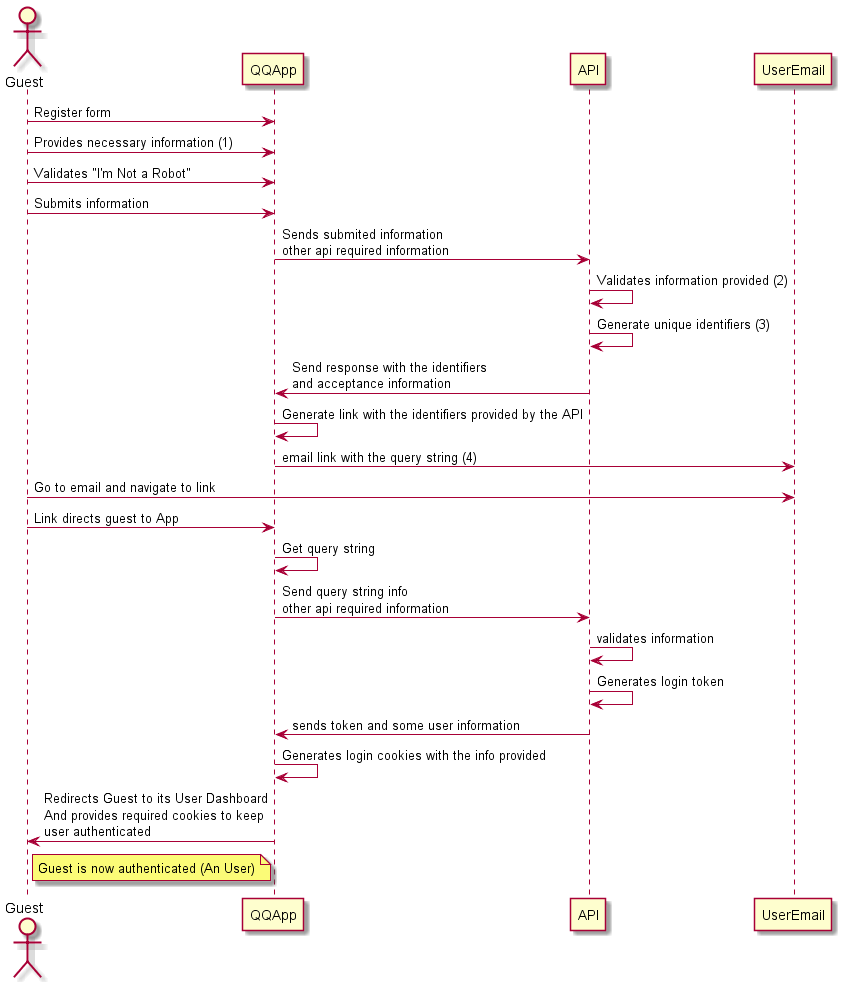 Guest
QQApp
API
UserEmail
Register form
Provides necessary information (1)
Validates "I'm Not a Robot"
Submits information
Sends submited information
other api required information
Validates information provided (2)
Generate unique identifiers (3)
Send response with the identifiers
and acceptance information
Generate link with the identifiers provided by the API
email link with the query string (4)
Go to email and navigate to link
Link directs guest to App
Get query string
Send query string info
other api required information
validates information
Generates login token
sends token and some user information
Generates login cookies with the info provided
Redirects Guest to its User Dashboard
And provides required cookies to keep
user authenticated
Guest is now authenticated (An User)
Guest
QQApp
API
UserEmail